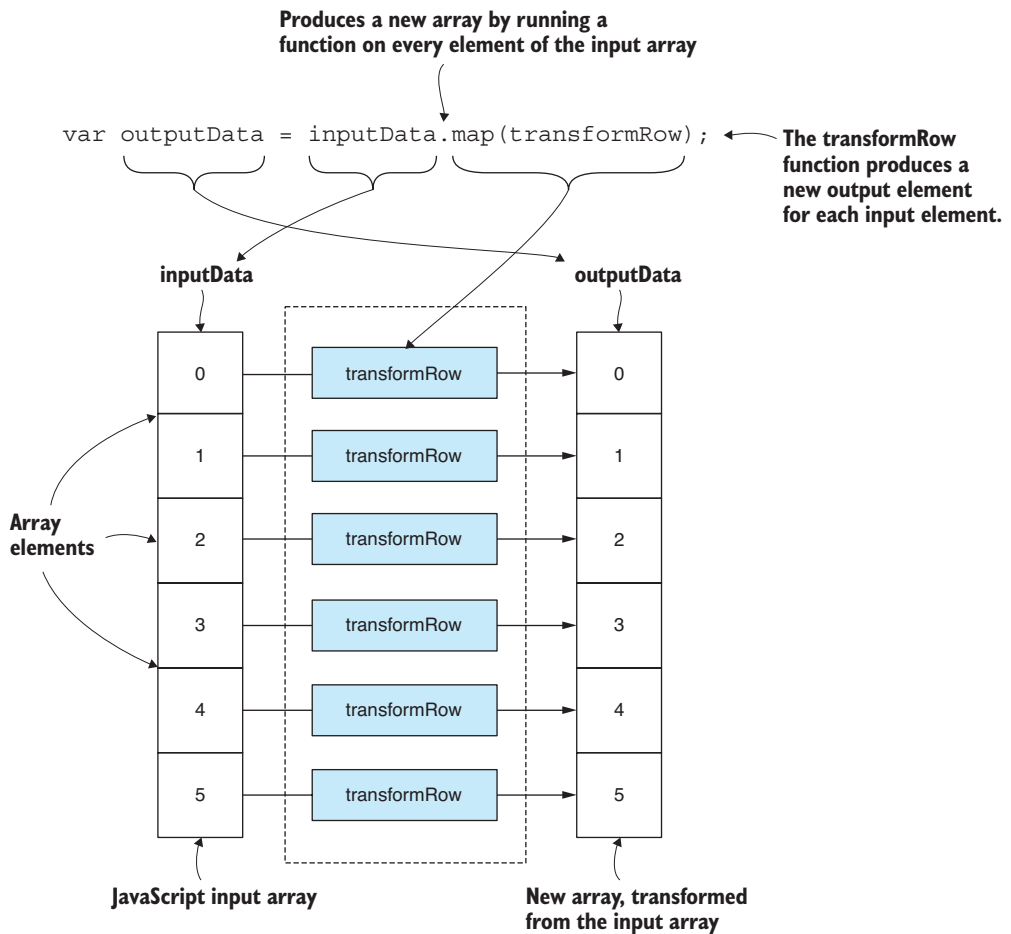 Produces a new array by running a
function on every element of the input array
var outputData = inputData.map(transformRow);
The transformRow
function produces a
new output element
for each input element.
inputData
outputData
0
transformRow
0
1
transformRow
1
Array
elements
2
transformRow
2
3
transformRow
3
4
transformRow
4
5
transformRow
5
JavaScript input array
New array, transformed
from the input array